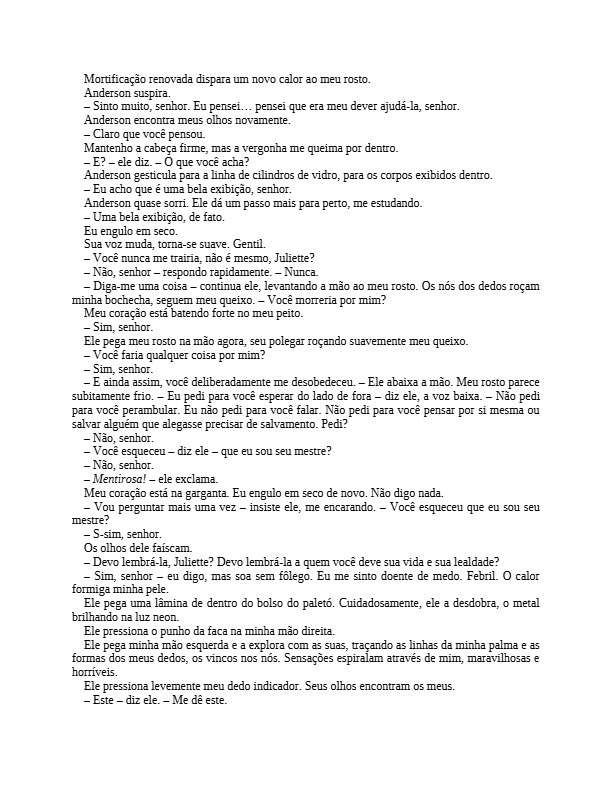 Mortificação renovada dispara um novo calor ao meu rosto.
Anderson suspira.
– Sinto muito, senhor. Eu pensei… pensei que era meu dever ajudá-la, senhor.
Anderson encontra meus olhos novamente.
– Claro que você pensou.
Mantenho a cabeça firme, mas a vergonha me queima por dentro.
– E? – ele diz. – O que você acha?
Anderson gesticula para a linha de cilindros de vidro, para os corpos exibidos dentro.
– Eu acho que é uma bela exibição, senhor.
Anderson quase sorri. Ele dá um passo mais para perto, me estudando.
– Uma bela exibição, de fato.
Eu engulo em seco.
Sua voz muda, torna-se suave. Gentil.
– Você nunca me trairia, não é mesmo, Juliette?
– Não, senhor – respondo rapidamente. – Nunca.
– Diga-me uma coisa – continua ele, levantando a mão ao meu rosto. Os nós dos dedos roçam
minha bochecha, seguem meu queixo. – Você morreria por mim?
Meu coração está batendo forte no meu peito.
– Sim, senhor.
Ele pega meu rosto na mão agora, seu polegar roçando suavemente meu queixo.
– Você faria qualquer coisa por mim?
– Sim, senhor.
– E ainda assim, você deliberadamente me desobedeceu. – Ele abaixa a mão. Meu rosto parece
subitamente frio. – Eu pedi para você esperar do lado de fora – diz ele, a voz baixa. – Não pedi
para você perambular. Eu não pedi para você falar. Não pedi para você pensar por si mesma ou
salvar alguém que alegasse precisar de salvamento. Pedi?
– Não, senhor.
– Você esqueceu – diz ele – que eu sou seu mestre?
– Não, senhor.
– Mentirosa! – ele exclama.
Meu coração está na garganta. Eu engulo em seco de novo. Não digo nada.
– Vou perguntar mais uma vez – insiste ele, me encarando. – Você esqueceu que eu sou seu
mestre?
– S-sim, senhor.
Os olhos dele faíscam.
– Devo lembrá-la, Juliette? Devo lembrá-la a quem você deve sua vida e sua lealdade?
– Sim, senhor – eu digo, mas soa sem fôlego. Eu me sinto doente de medo. Febril. O calor
formiga minha pele.
Ele pega uma lâmina de dentro do bolso do paletó. Cuidadosamente, ele a desdobra, o metal
brilhando na luz neon.
Ele pressiona o punho da faca na minha mão direita.
Ele pega minha mão esquerda e a explora com as suas, traçando as linhas da minha palma e as
formas dos meus dedos, os vincos nos nós. Sensações espiralam através de mim, maravilhosas e
horríveis.
Ele pressiona levemente meu dedo indicador. Seus olhos encontram os meus.
– Este – diz ele. – Me dê este.